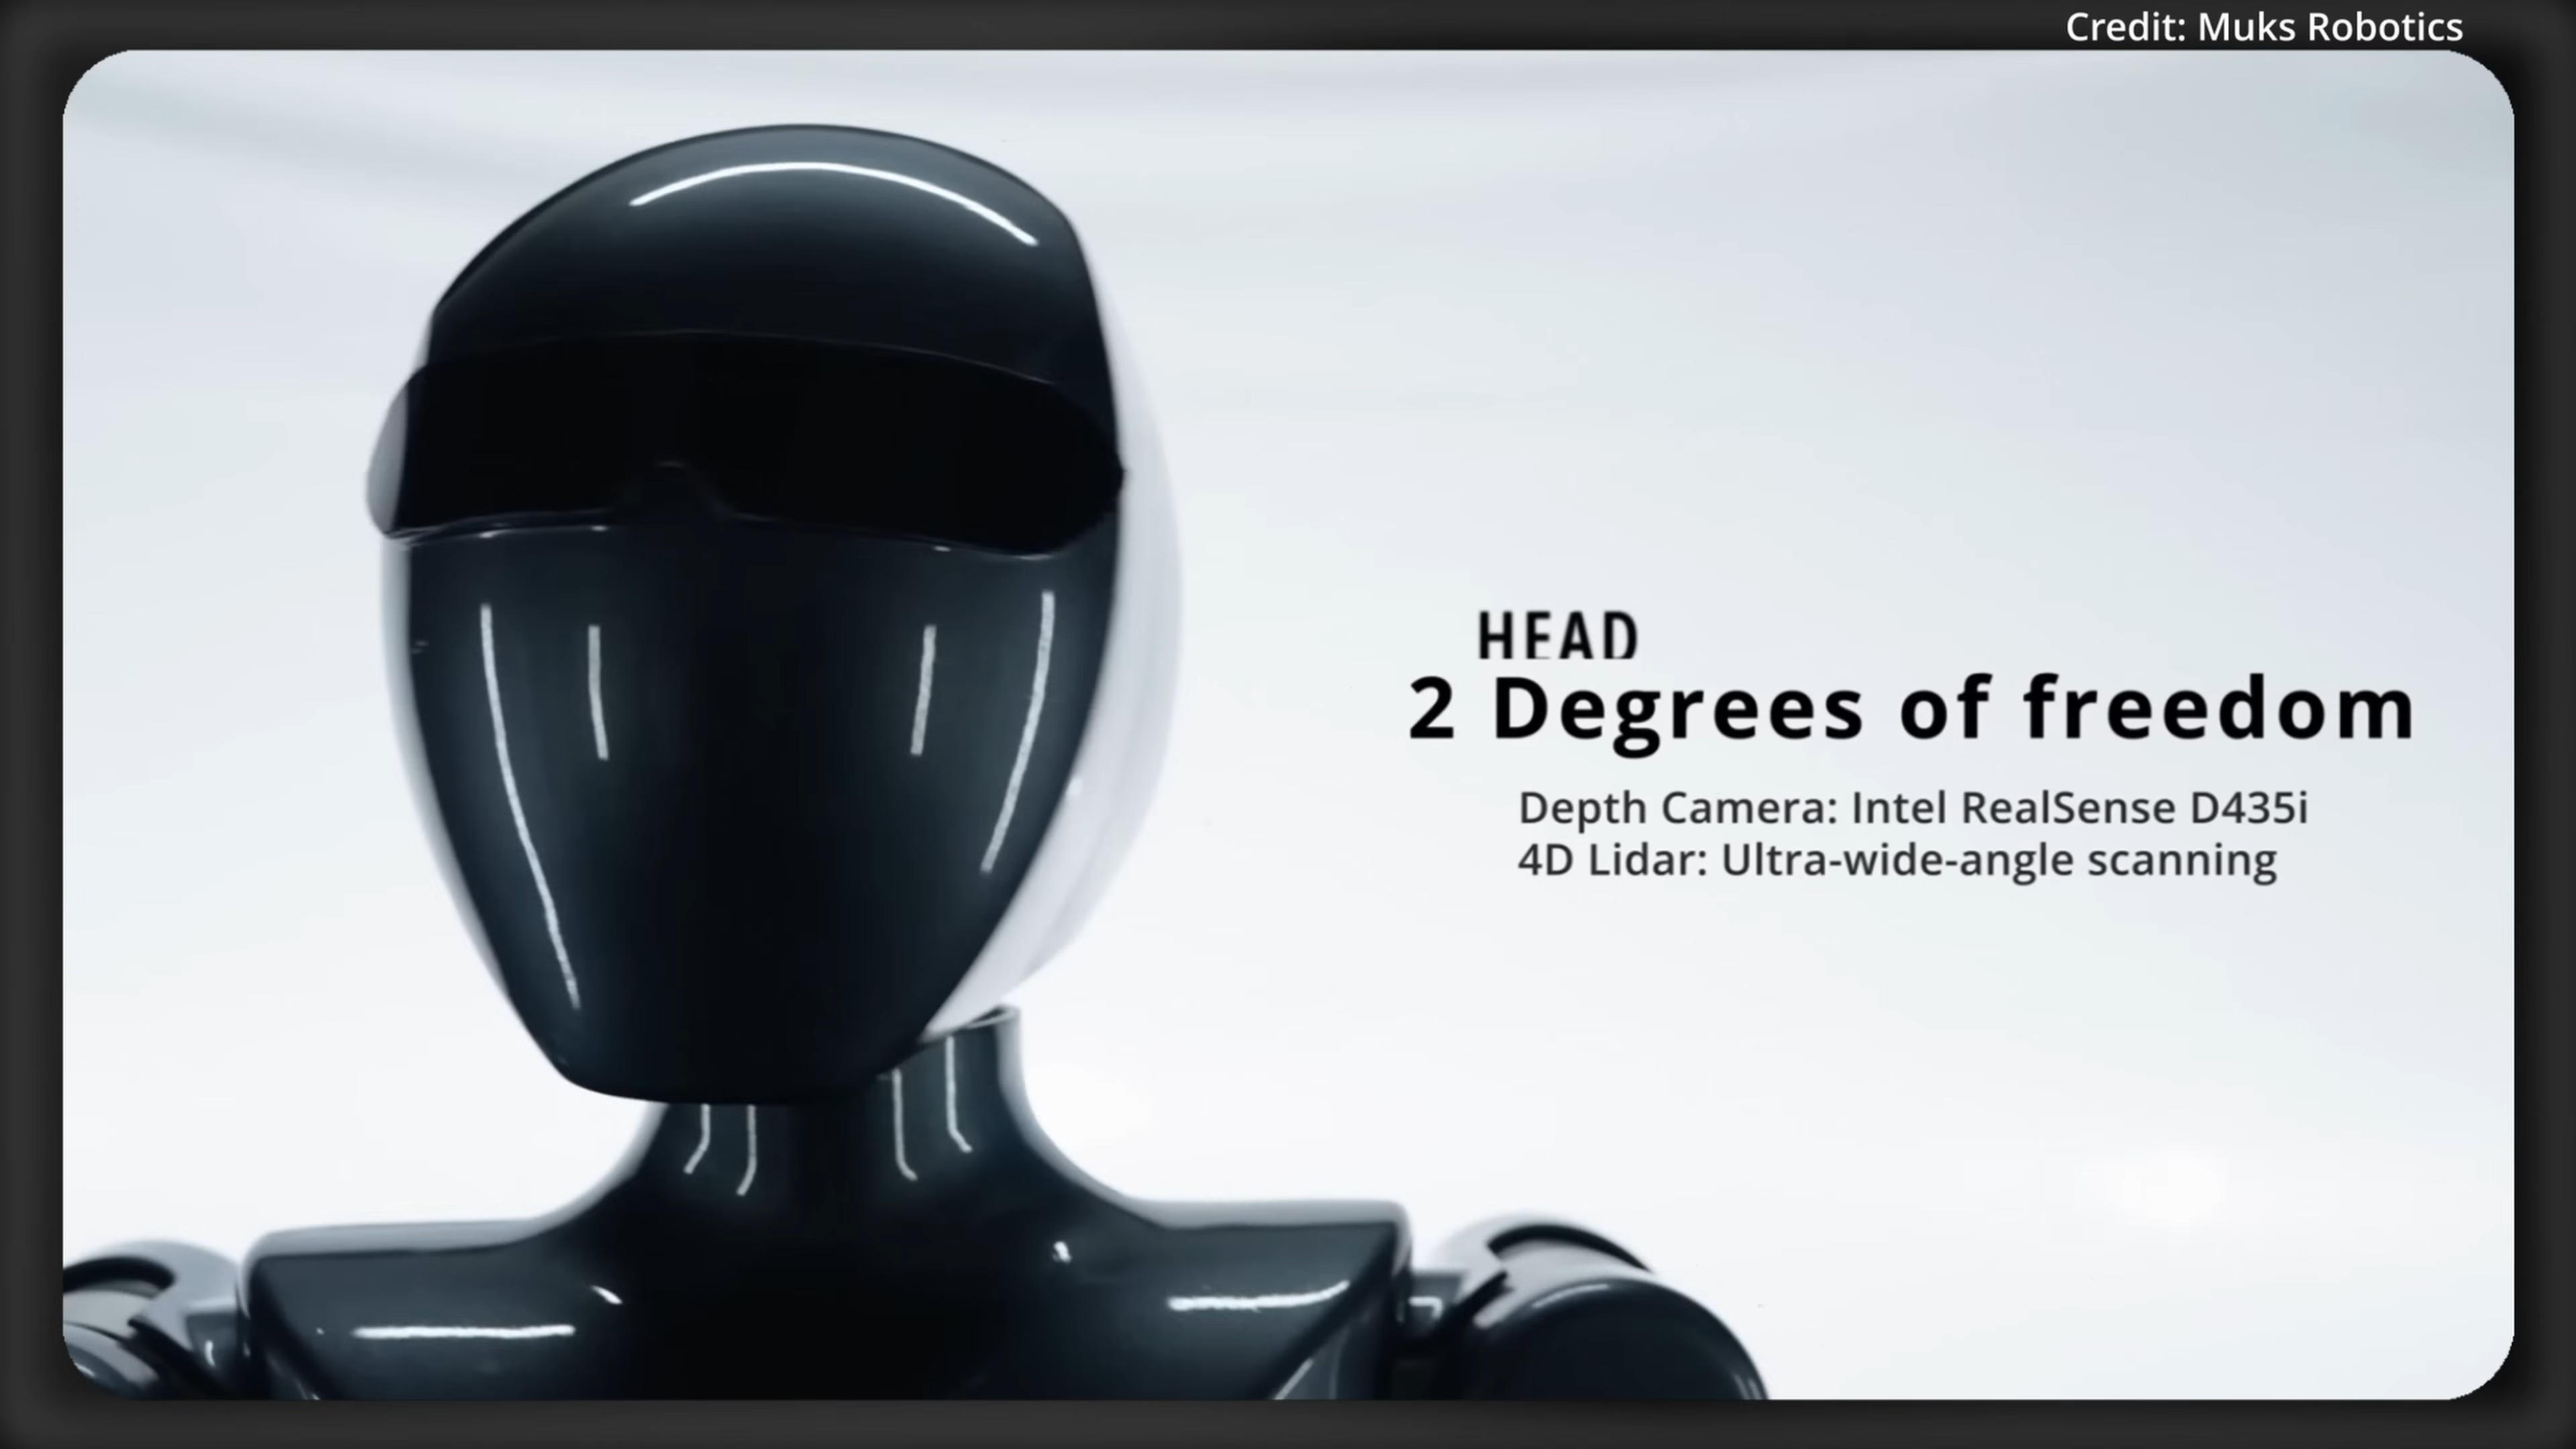 Credit: Muks Robotics
HEAD
2 Degrees of freedom
Depth Camera: Intel RealSense D435i
4D Lidar: Ultra-wide-angle scanning